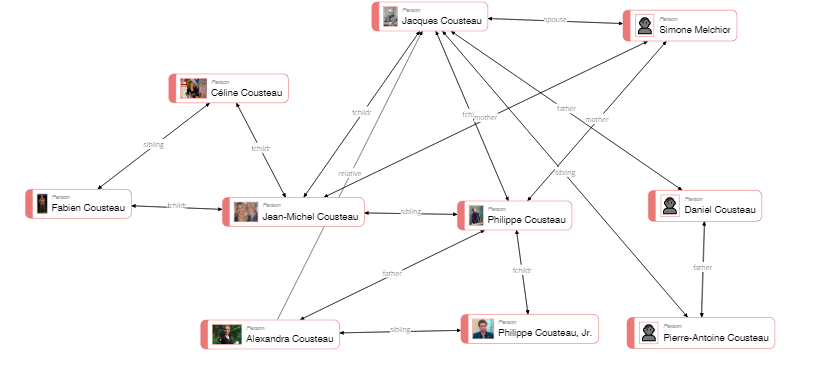 Person
Jacques Cousteau
spouse
Person
Simone Melchior
Person
Céline Cousteau
fchildr
mother
father
mother
sibling
fchildr
sibling
relative
Person
Fabien Cousteau
fchildr
Person
Jean-Michel Cousteau
sibling
Person
Philippe Cousteau
Person
Daniel Cousteau
father
fchildr
father
Person
Alexandra Cousteau
sibling
Person
Philippe Cousteau, Jr.
Person
Pierre-Antoine Cousteau